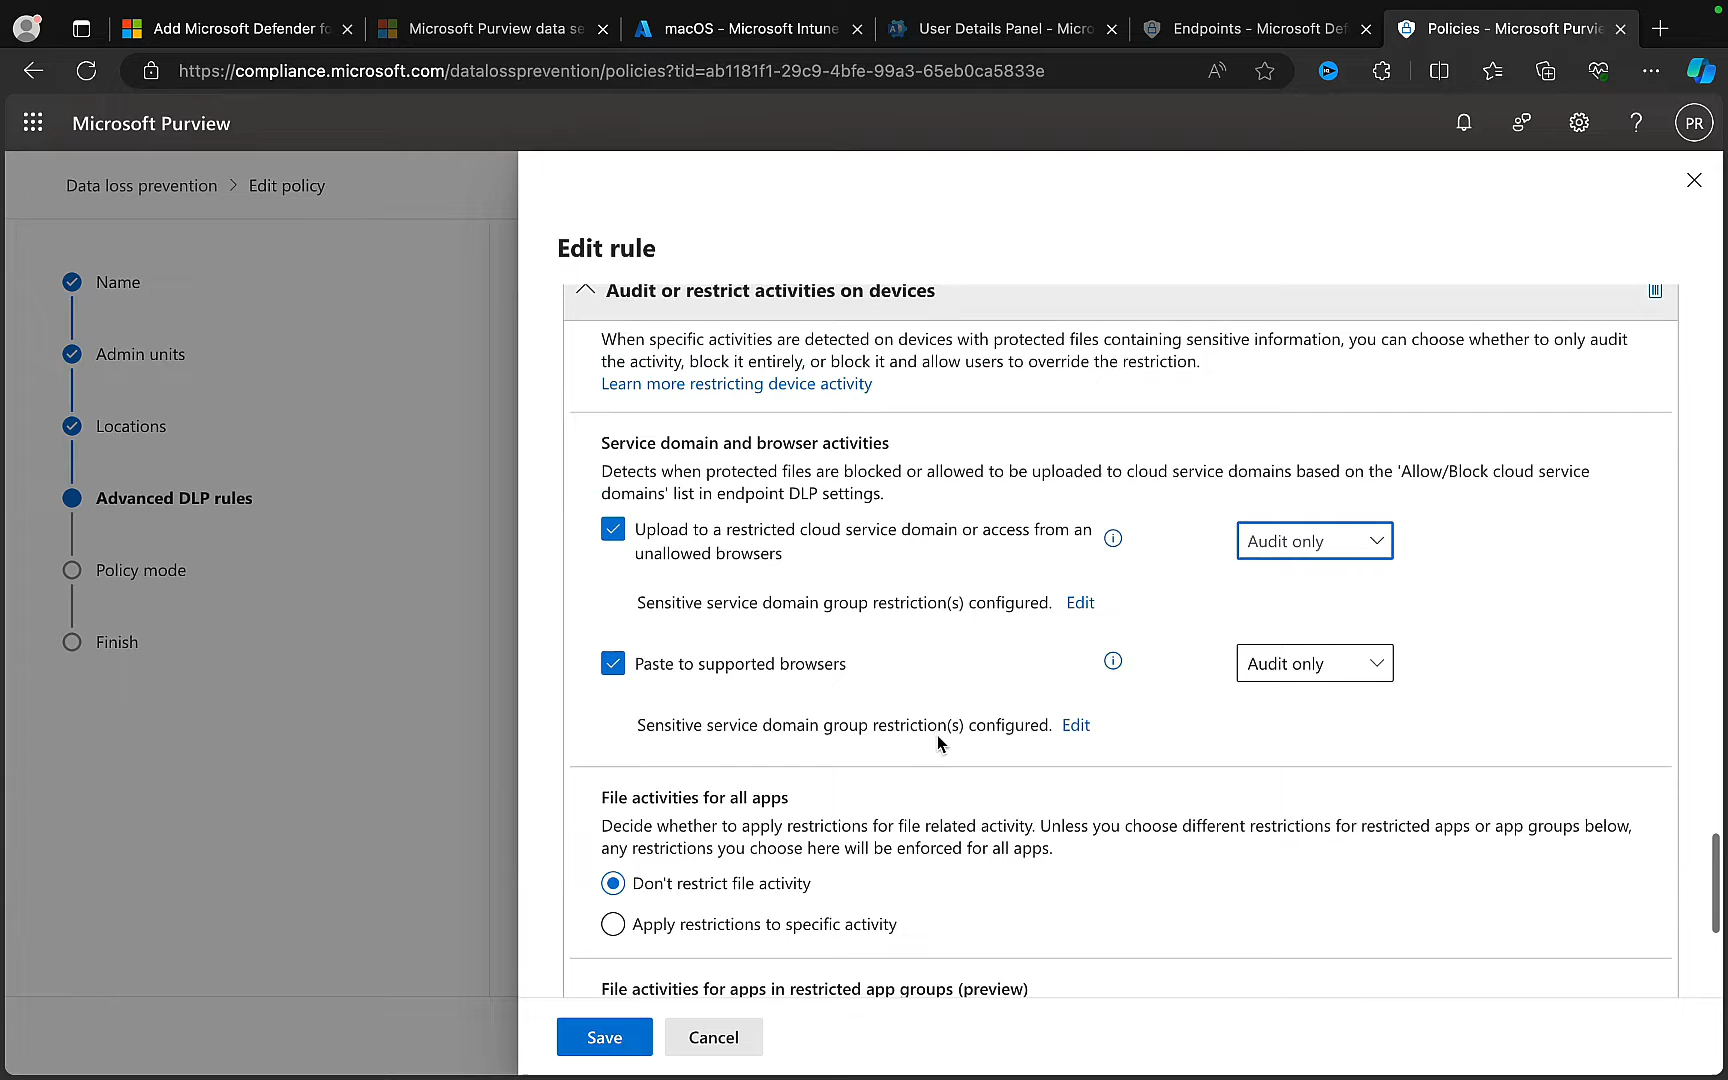 Add Microsoft Defender fo
Microsoft Purview data se
macOS - Microsoft Intune
User Details Panel - Micro
Endpoints - Microsoft Def
Policies - Microsoft Purvie
https://compliance.microsoft.com/datalossprevention/policies?tid=ab1181f1-29c9-4bfe-99a3-65eb0ca5833e
Microsoft Purview
PR
Data loss prevention > Edit policy
Name
Admin units
Locations
Advanced DLP rules
Policy mode
Finish
Edit rule
Audit or restrict activities on devices
When specific activities are detected on devices with protected files containing sensitive information, you can choose whether to only audit
the activity, block it entirely, or block it and allow users to override the restriction.
Learn more restricting device activity
Service domain and browser activities
Detects when protected files are blocked or allowed to be uploaded to cloud service domains based on the 'Allow/Block cloud service
domains' list in endpoint DLP settings.
Upload to a restricted cloud service domain or access from an
unallowed browsers
Audit only
Sensitive service domain group restriction(s) configured. Edit
Paste to supported browsers
Audit only
Sensitive service domain group restriction(s) configured. Edit
File activities for all apps
Decide whether to apply restrictions for file related activity. Unless you choose different restrictions for restricted apps or app groups below,
any restrictions you choose here will be enforced for all apps.
Don't restrict file activity
Apply restrictions to specific activity
File activities for apps in restricted app groups (preview)
Save
Cancel